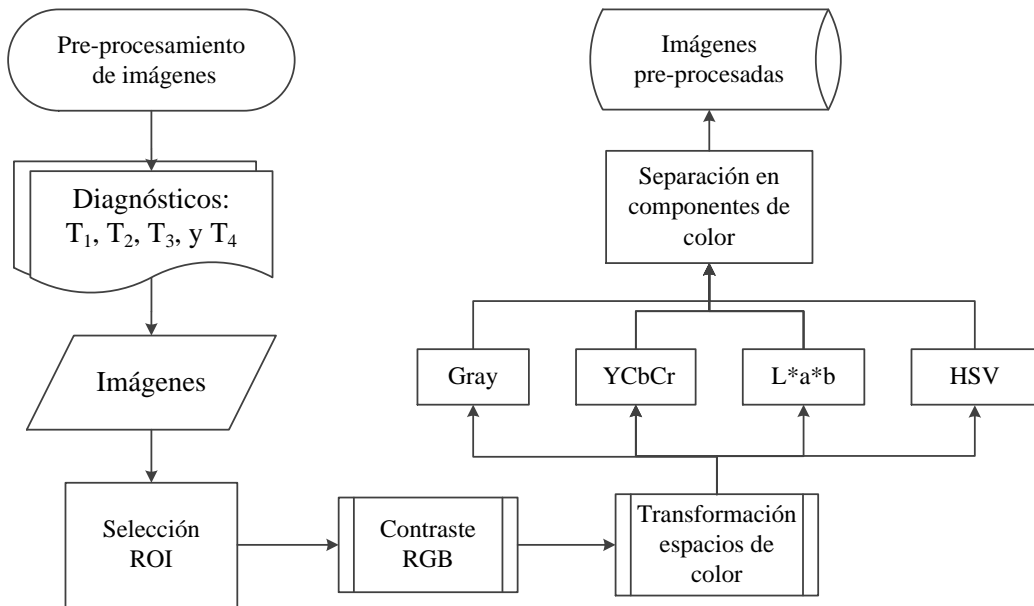 Pre-procesamiento
de imágenes
Diagnósticos:
T₁, T₂, T₃, y T₄
Imágenes
Selección
ROI
Contraste
RGB
Transformación
espacios de
color
Gray
YCbCr
L*a*b
HSV
Separación en
componentes de
color
Imágenes
pre-procesadas